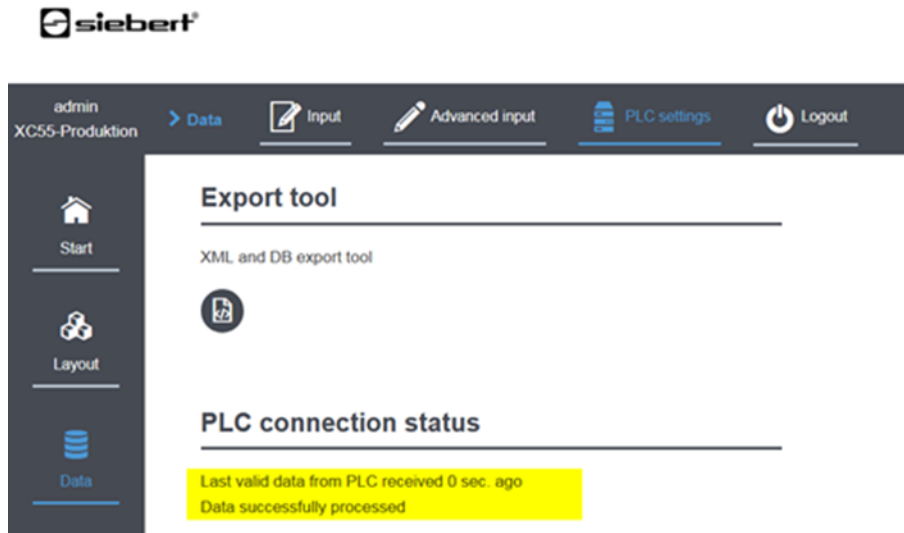 siebert
admin
XC55-Produktion
Data
Input
Advanced input
PLC settings
Logout
Start
Layout
Data
Export tool
XML and DB export tool
PLC connection status
Last valid data from PLC received 0 sec. ago
Data successfully processed